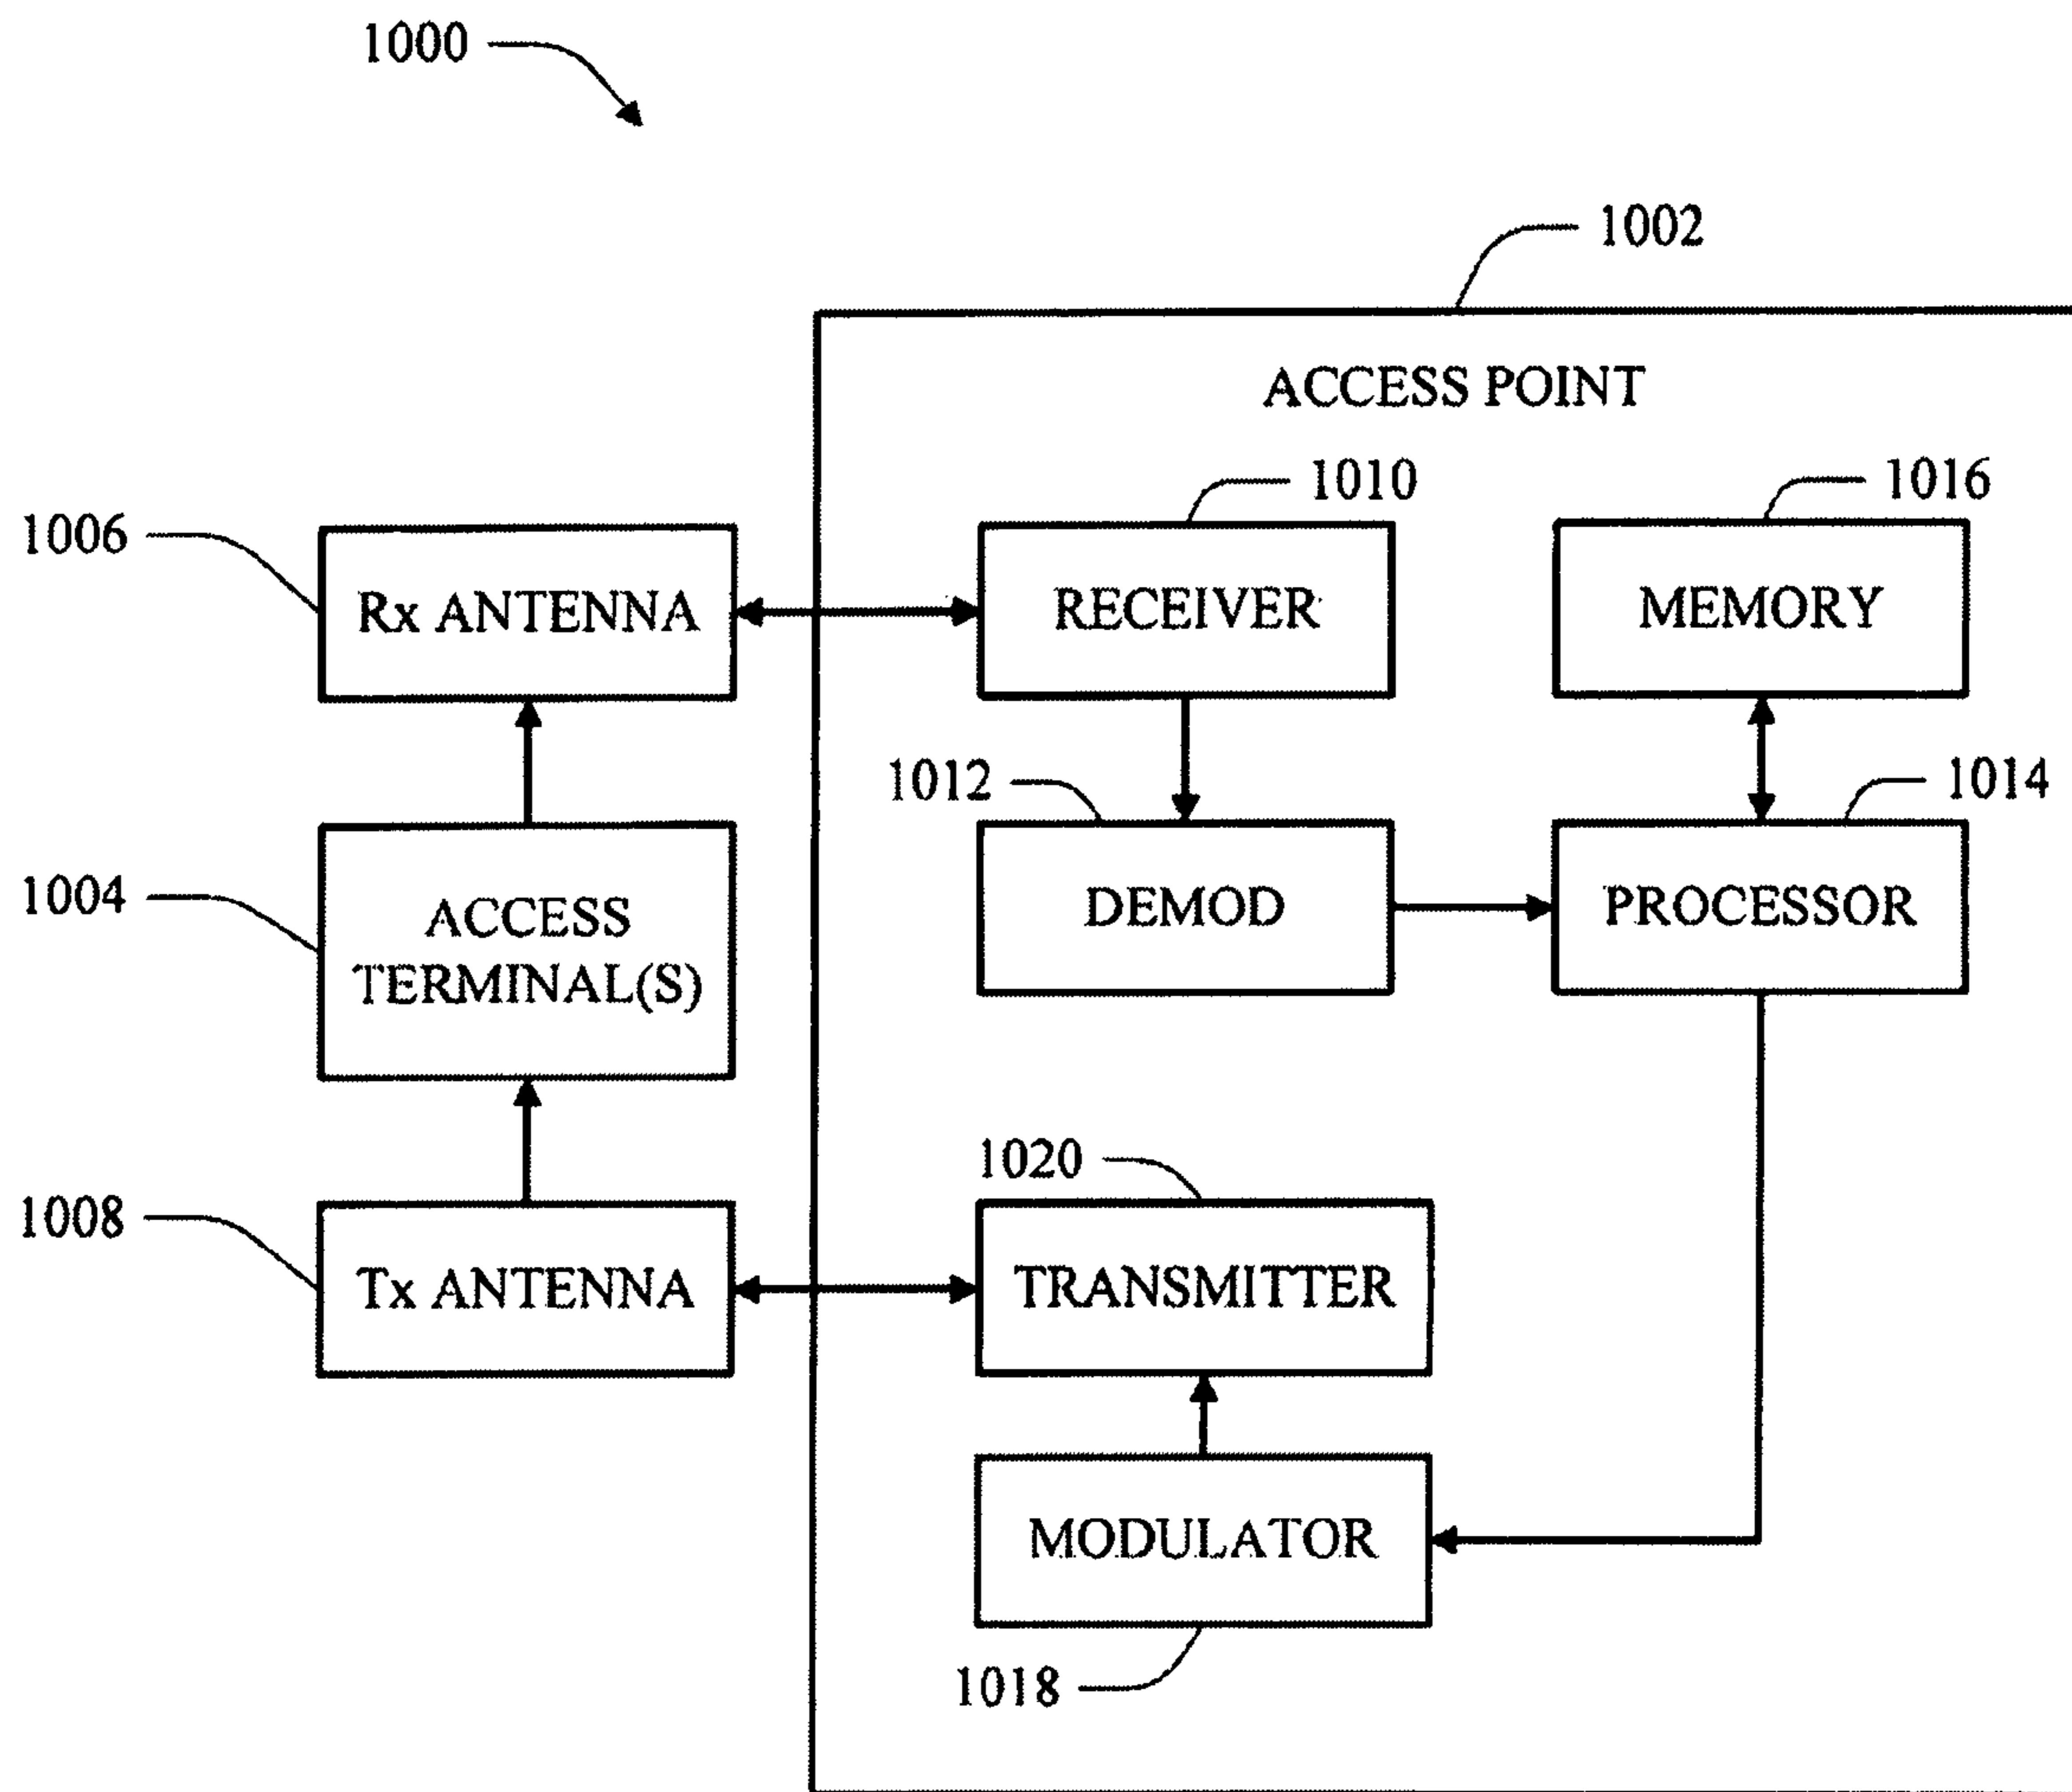 1000
1002
ACCESS POINT
1010
1016
1006
Rx ANTENNA
RECEIVER
MEMORY
1012
1014
1004
ACCESS
TERMINAL(S)
DEMOD
PROCESSOR
1020
1008
Tx ANTENNA
TRANSMITTER
MODULATOR
1018